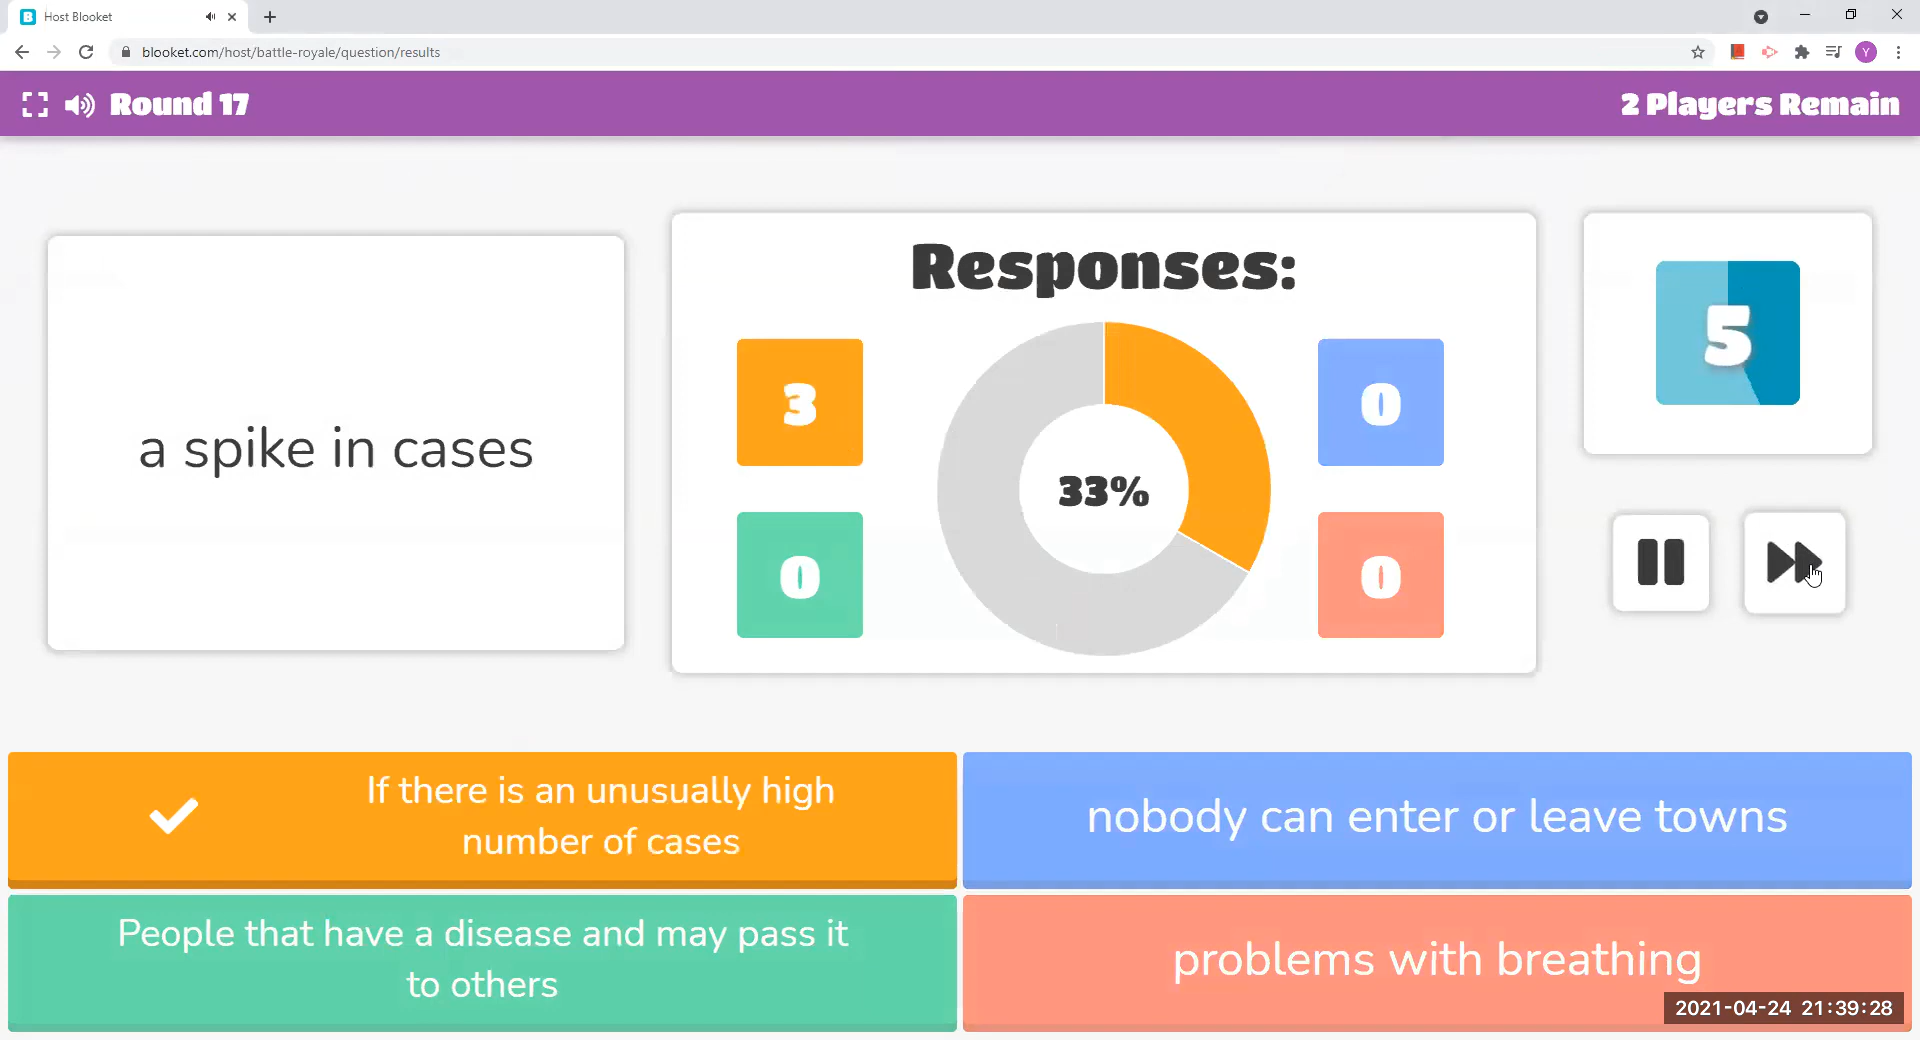 Host Blooket
blooket.com/host/battle-royale/question/results
Y
Round 17
2 Players Remain
a spike in cases
Responses:
3
0
33%
0
0
5
If there is an unusually high
number of cases
nobody can enter or leave towns
People that have a disease and may pass it
to others
problems with breathing
2021-04-24 21:39:28